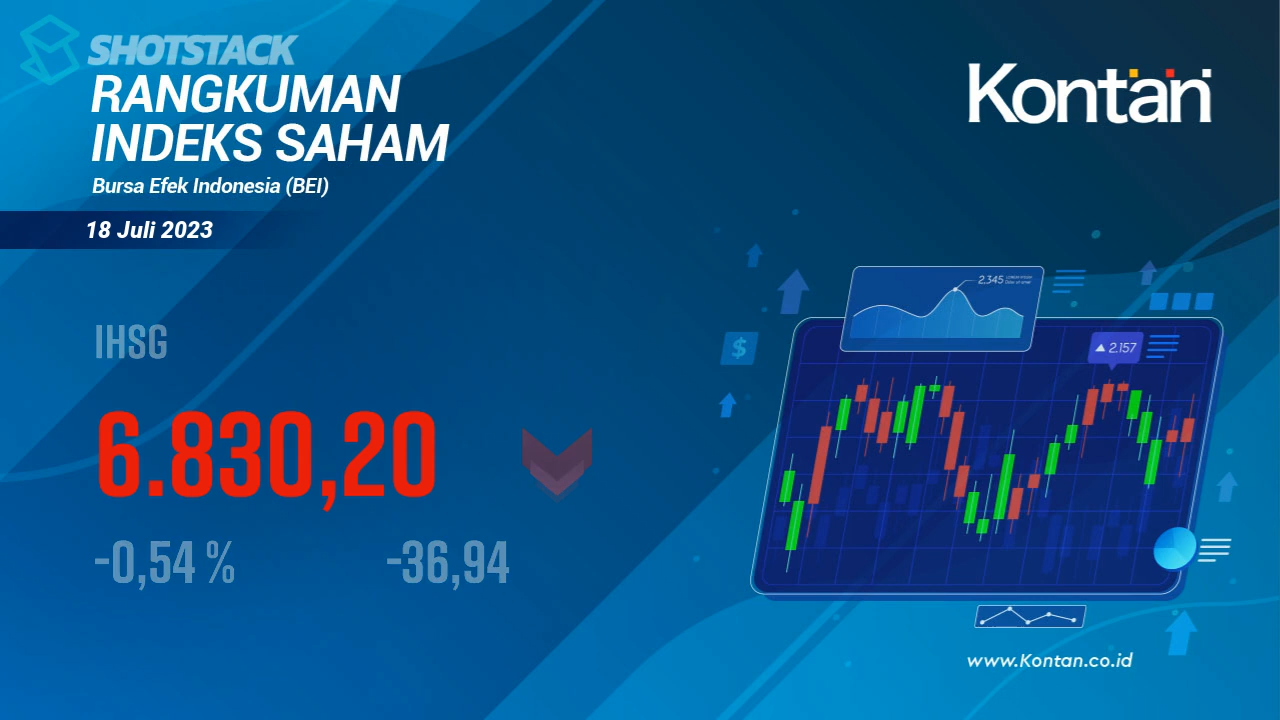 SHOTSTACK
RANGKUMAN
INDEKS SAHAM
Bursa Efek Indonesia (BEI)
18 Juli 2023
Kontan
IHSG
6.830,20
-0,54 %
-36,94
2.345
$
2.157
www.Kontan.co.id